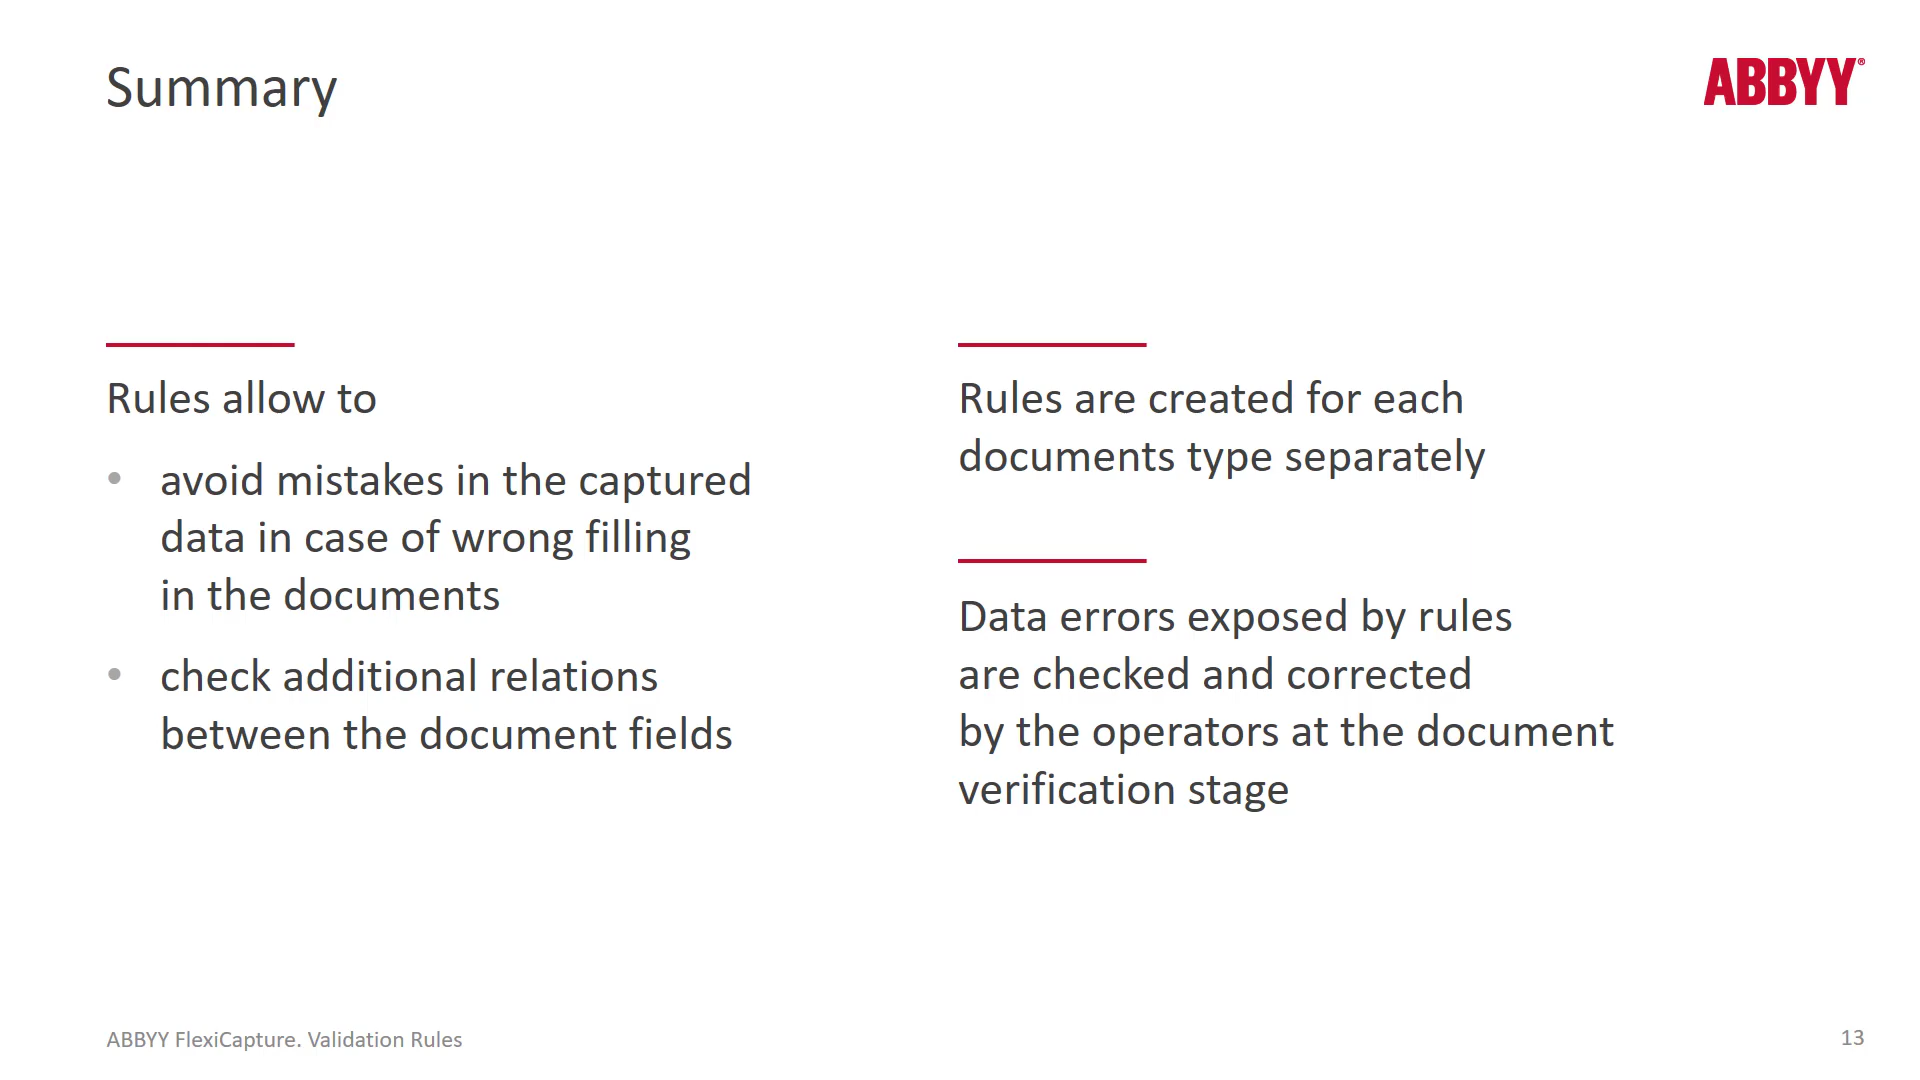 Summary
ABBYY®
Rules allow to
• avoid mistakes in the captured
data in case of wrong filling
in the documents
• check additional relations
between the document fields
Rules are created for each
documents type separately
Data errors exposed by rules
are checked and corrected
by the operators at the document
verification stage
ABBYY FlexiCapture. Validation Rules
13